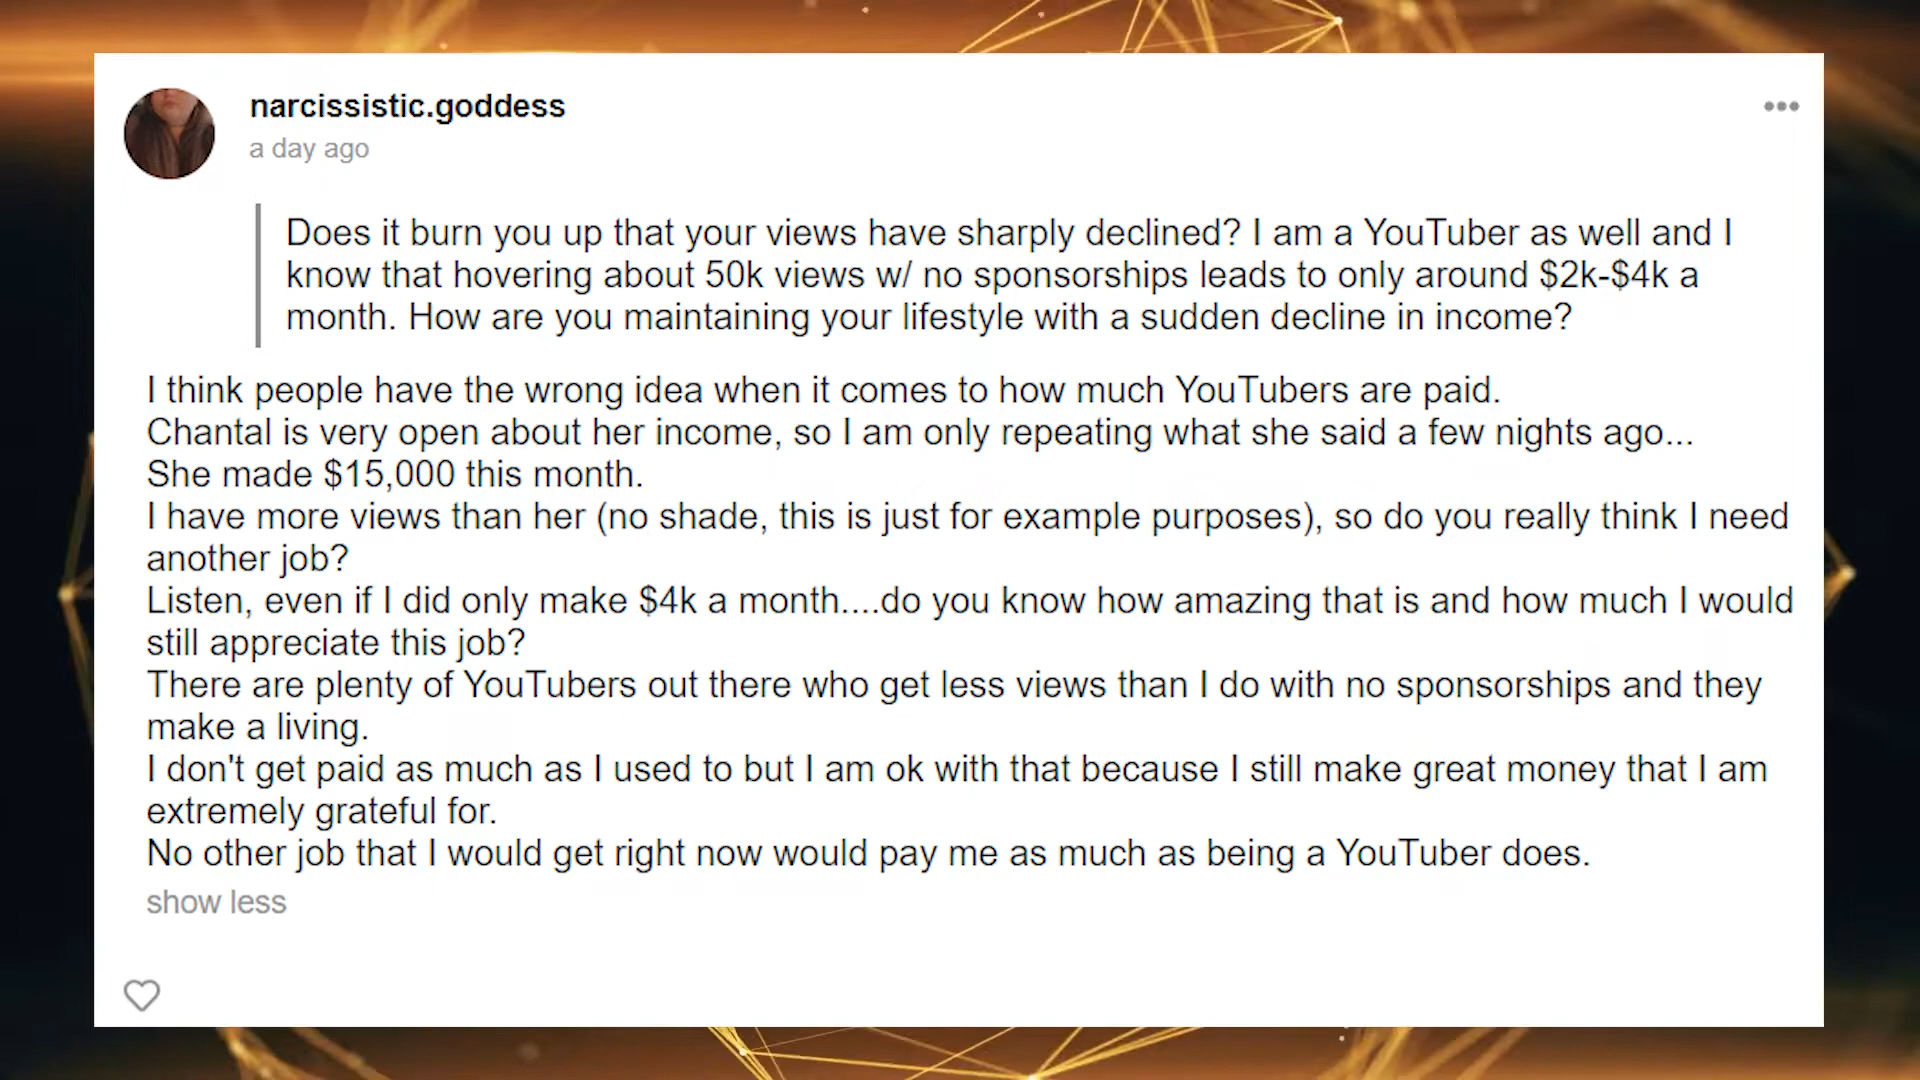 narcissistic.goddess
a day ago
Does it burn you up that your views have sharply declined? I am a YouTuber as well and I
know that hovering about 50k views w/ no sponsorships leads to only around $2k-$4k a
month. How are you maintaining your lifestyle with a sudden decline in income?
I think people have the wrong idea when it comes to how much YouTubers are paid.
Chantal is very open about her income, so I am only repeating what she said a few nights ago...
She made $15,000 this month.
I have more views than her (no shade, this is just for example purposes), so do you really think I need
another job?
Listen, even if I did only make $4k a month....do you know how amazing that is and how much I would
still appreciate this job?
There are plenty of YouTubers out there who get less views than I do with no sponsorships and they
make a living.
I don't get paid as much as I used to but I am ok with that because I still make great money that I am
extremely grateful for.
No other job that I would get right now would pay me as much as being a YouTuber does.
show less